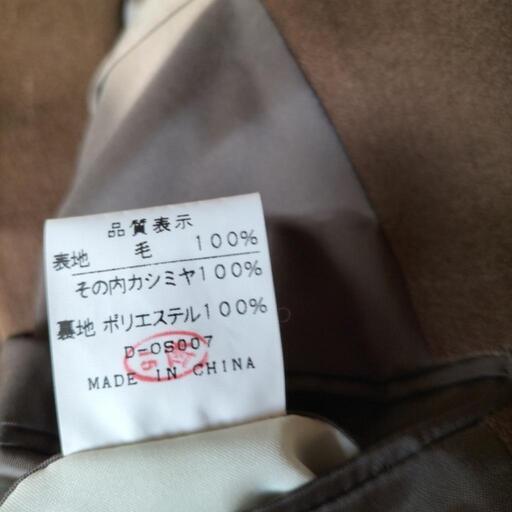 品質表示
表地 毛 100%
その内カシミヤ100%
裏地 ポリエステル100%
D-OS007
15
MADE IN CHINA